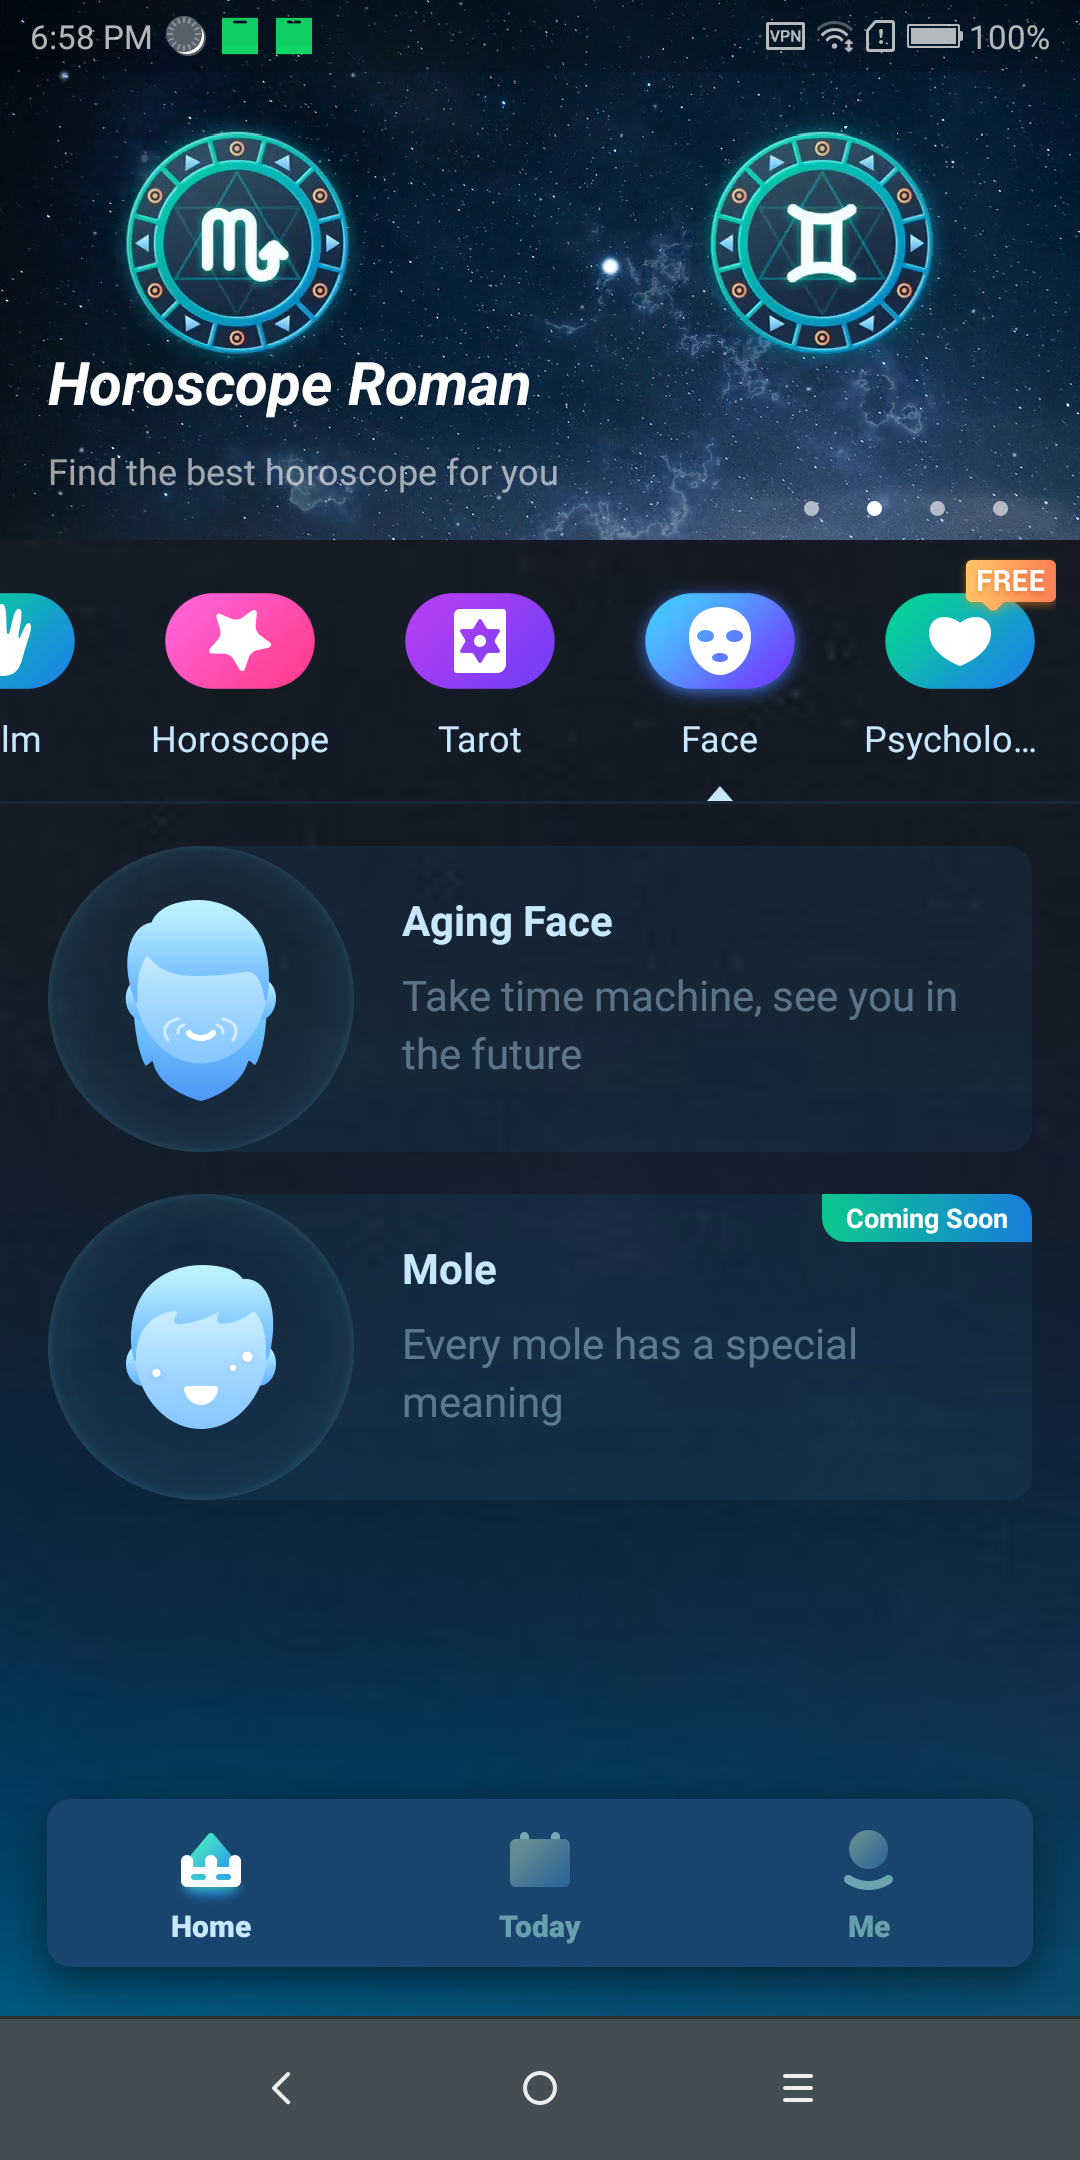 6:58 PM
VPN
100%
Horoscope Roman
Find the best horoscope for you
FREE
lm
Horoscope
Tarot
Face
Psycholo...
Aging Face
Take time machine, see you in
the future
Coming Soon
Mole
Every mole has a special
meaning
Home
Today
Me